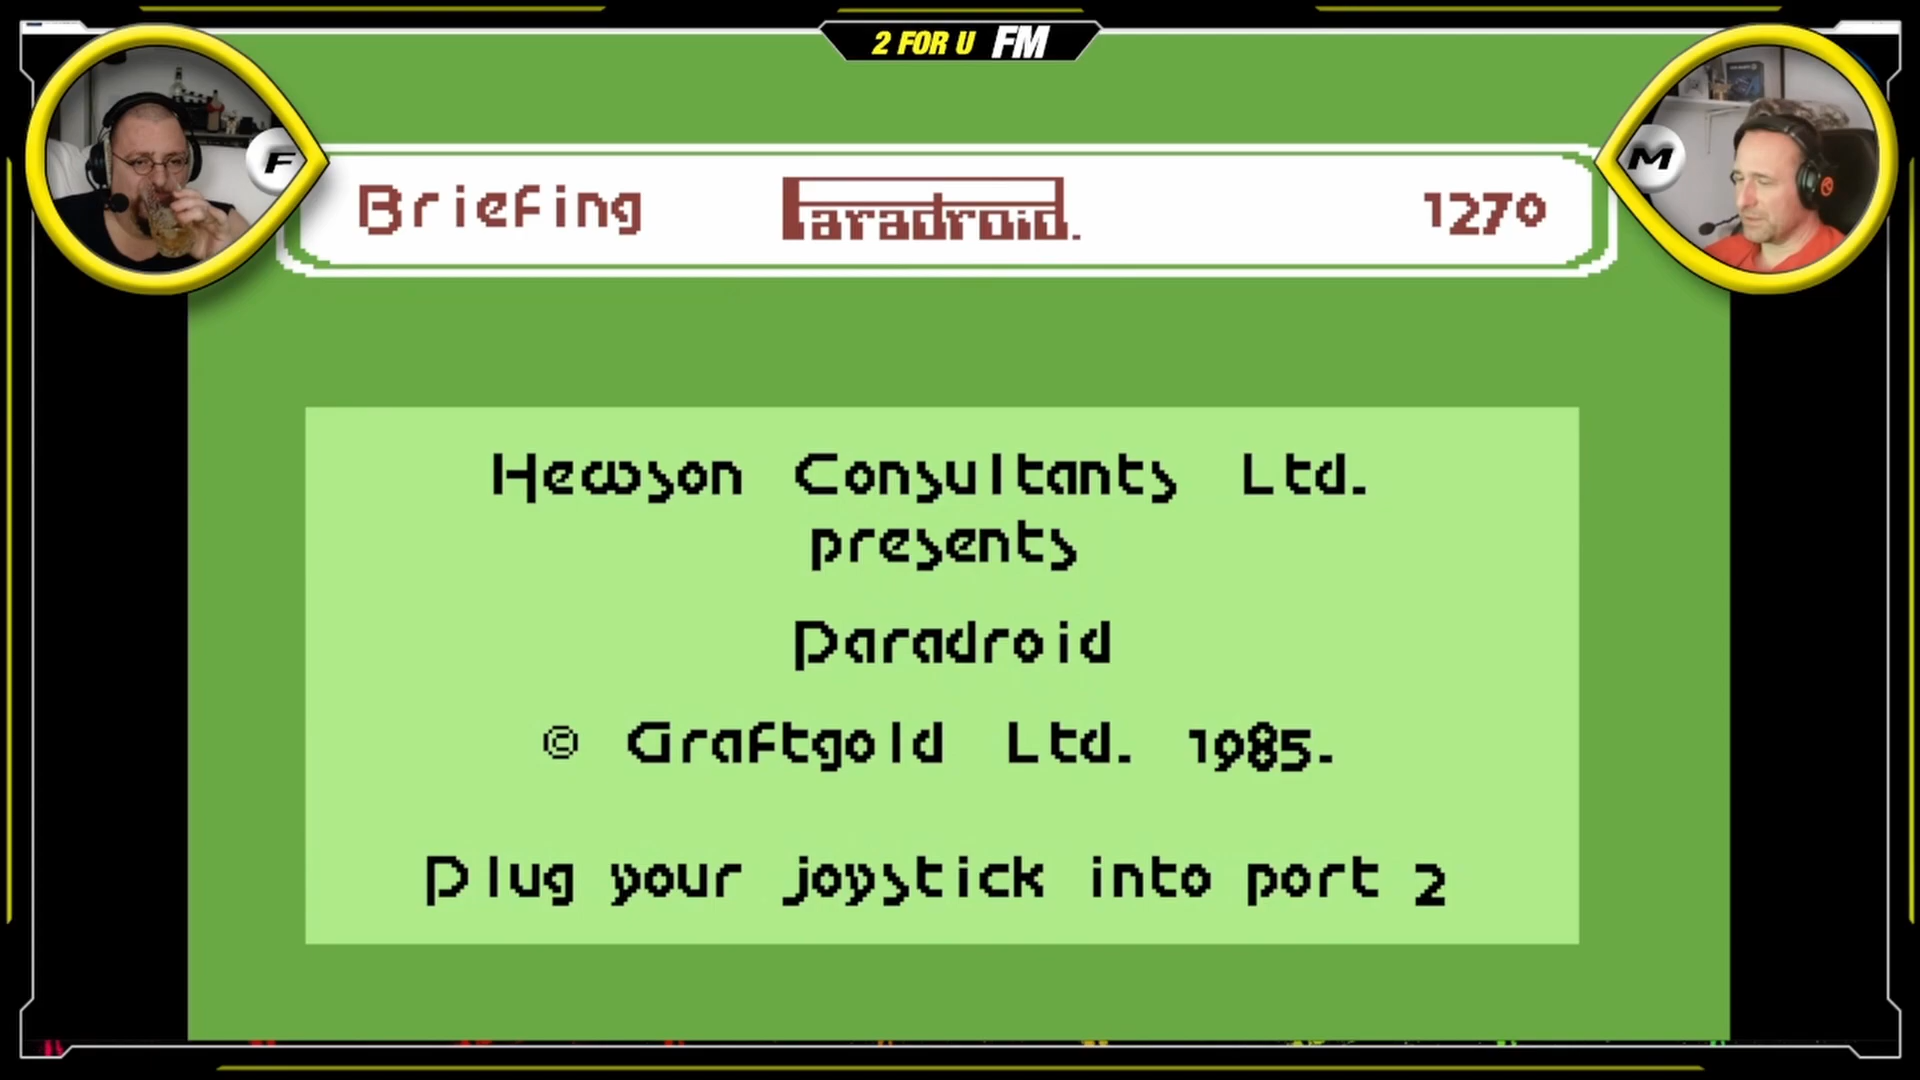 2 FOR U FM
F
M
Briefing Paradroid. 1270
Hewson Consultants Ltd.
presents
Paradroid
© Graftgold Ltd. 1985.
Plug your joystick into port 2